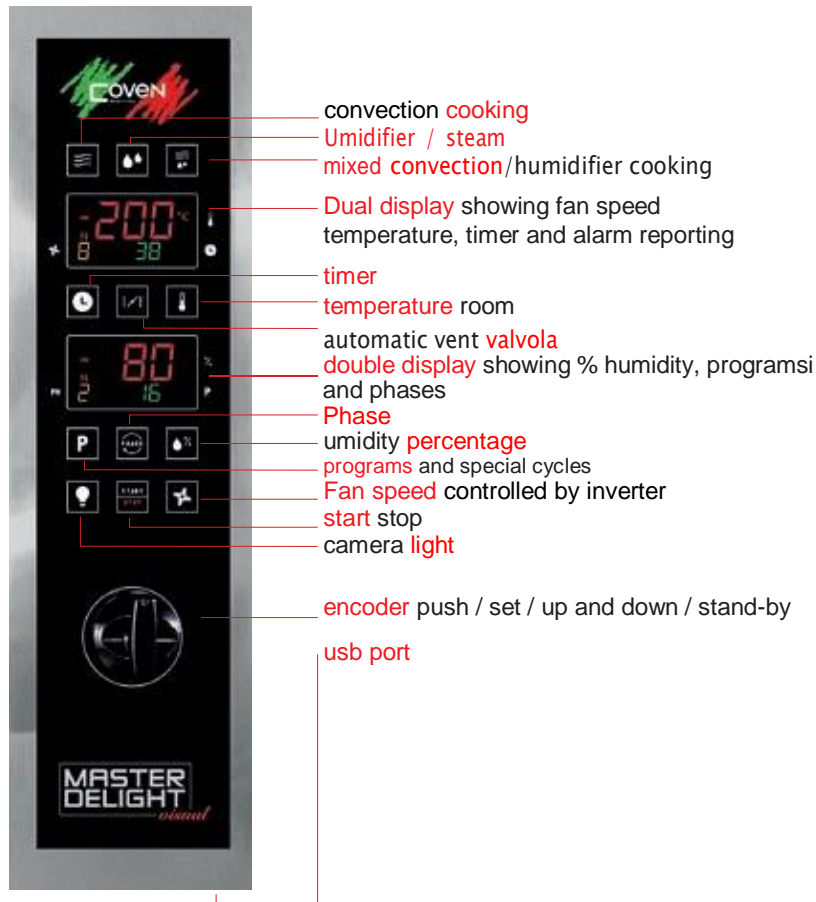 COVEN
convection cooking
Umidifier / steam
mixed convection/humidifier cooking
-200°C
8 38
Dual display showing fan speed
temperature, timer and alarm reporting
timer
temperature room
automatic vent valvola
80 %
2 16 P
double display showing % humidity, programsi
and phases
Phase
umidity percentage
P
%
programs and special cycles
Fan speed controlled by inverter
START
STOP
start stop
camera light
encoder push / set / up and down / stand-by
usb port
MASTER
DELIGHT
visual